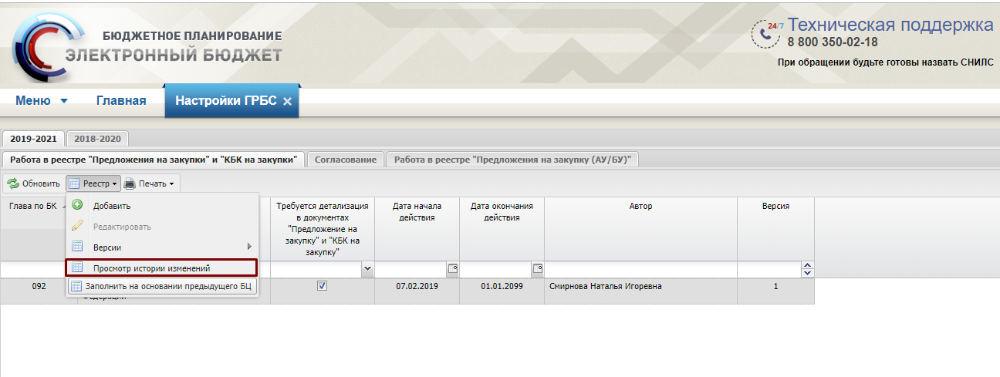 БЮДЖЕТНОЕ ПЛАНИРОВАНИЕ
ЭЛЕКТРОННЫЙ БЮДЖЕТ
24/7
Техническая поддержка
8 800 350-02-18
При обращении будьте готовы назвать СНИЛС
Меню
Главная
Настройки ГРБС
2019-2021
2018-2020
Работа в реестре "Предложения на закупки" и "КБК на закупки"
Согласование
Работа в реестре "Предложения на закупку (АУ/БУ)"
Обновить
Реестр
Печать
Добавить
Редактировать
Версии
Просмотр истории изменений
Заполнить на основании предыдущего БЦ
Глава по БК
Требуется детализация
в документах
"Предложение на
закупку" и "КБК на
закупку"
Дата начала
действия
Дата окончания
действия
Автор
Версия
092
07.02.2019
01.01.2099
Смирнова Наталья Игоревна
1